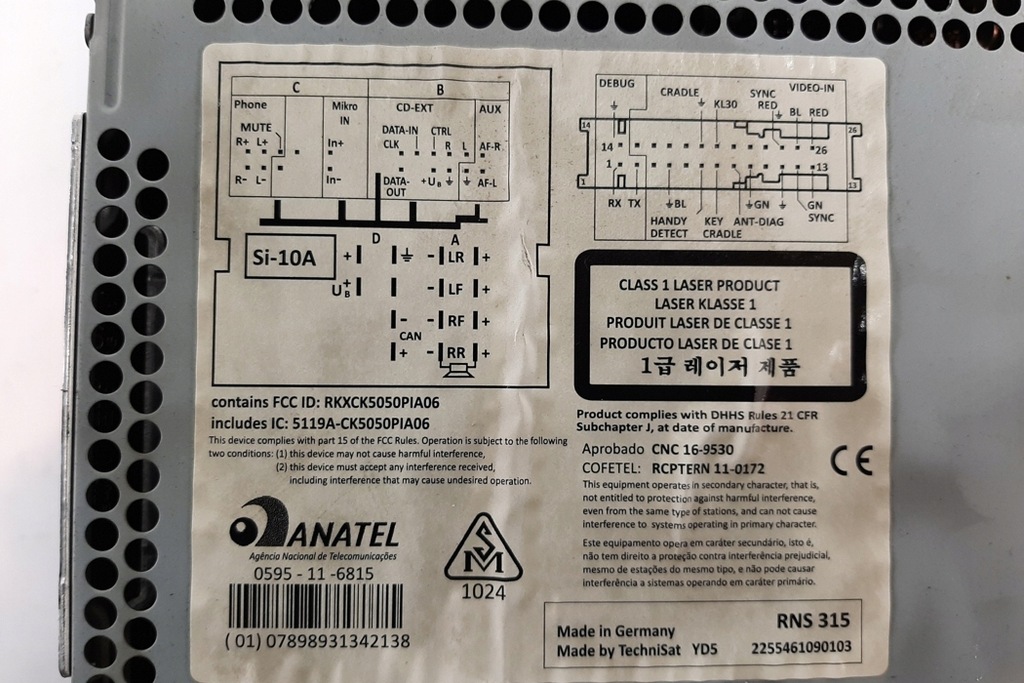 C B
Phone Mikro IN CD-EXT AUX
MUTE DATA-IN CTRL
R+ L+ In+ CLK R L AF-R
R- L- In- DATA-OUT +UB AF-L
D A
Si-10A + - LR +
U+B - LF +
- - RF +
CAN
+ - RR +
DEBUG CRADLE KL30 SYNC RED VIDEO-IN
BL RED
14 26
14 26
1 13
1 13
RX TX BL GN GN SYNC
HANDY DETECT KEY CRADLE ANT-DIAG
CLASS 1 LASER PRODUCT
LASER KLASSE 1
PRODUIT LASER DE CLASSE 1
PRODUCTO LASER DE CLASE 1
1급 레이저 제품
contains FCC ID: RKXCK5050PIA06
includes IC: 5119A-CK5050PIA06
This device complies with part 15 of the FCC Rules. Operation is subject to the following
two conditions: (1) this device may not cause harmful interference,
(2) this device must accept any interference received,
including interference that may cause undesired operation.
Product complies with DHHS Rules 21 CFR
Subchapter J, at date of manufacture.
Aprobado CNC 16-9530
COFETEL: RCPTERN 11-0172
CE
This equipment operates in secondary character, that is,
not entitled to protection against harmful interference,
even from the same type of stations, and can not cause
interference to systems operating in primary character.
Este equipamento opera em caráter secundário, isto é,
não tem direito a proteção contra interferência prejudicial,
mesmo de estações do mesmo tipo, e não pode causar
interferência a sistemas operando em caráter primário.
ANATEL
Agência Nacional de Telecomunicações
0595 - 11 -6815
(01) 07898931342138
SM
1024
RNS 315
Made in Germany
Made by TechniSat YD5 2255461090103